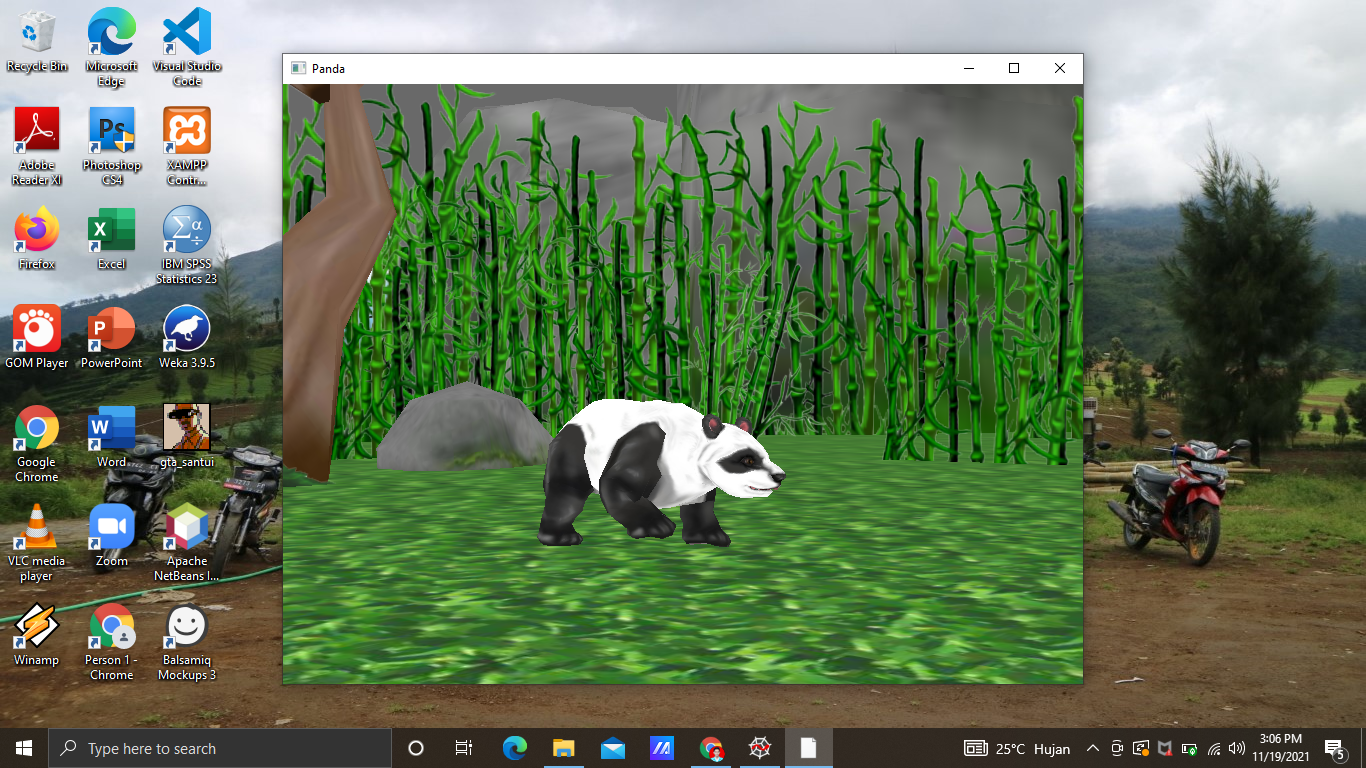 Recycle Bin
Microsoft
Edge
Visual Studio
Code
Adobe
Reader XI
Photoshop
CS4
XAMPP
Contr...
Firefox
Excel
IBM SPSS
Statistics 23
GOM Player
PowerPoint
Weka 3.9.5
Google
Chrome
Word
gta_santui
VLC media
player
Zoom
Apache
NetBeans I...
Winamp
Person 1 -
Chrome
Balsamiq
Mockups 3
Ps
X
P
W
Σα
÷
Panda
Type here to search
25°C Hujan
3:06 PM
11/19/2021
5